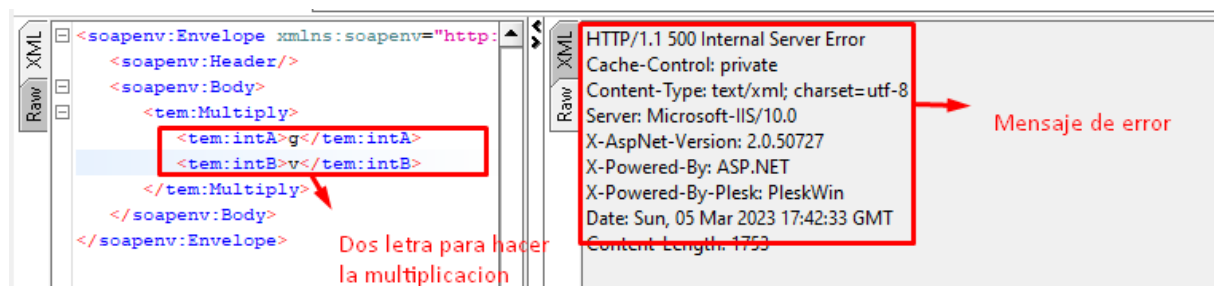 XML
Raw
<soapenv:Envelope xmlns:soapenv="http:
<soapenv:Header/>
<soapenv:Body>
<tem:Multiply>
<tem:intA>g</tem:intA>
<tem:intB>v</tem:intB>
</tem:Multiply>
</soapenv:Body>
</soapenv:Envelope>
Dos letra para hacer
la multiplicacion
XML
Raw
HTTP/1.1 500 Internal Server Error
Cache-Control: private
Content-Type: text/xml; charset=utf-8
Server: Microsoft-IIS/10.0
X-AspNet-Version: 2.0.50727
X-Powered-By: ASP.NET
X-Powered-By-Plesk: PleskWin
Date: Sun, 05 Mar 2023 17:42:33 GMT
Content-Length: 1753
Mensaje de error